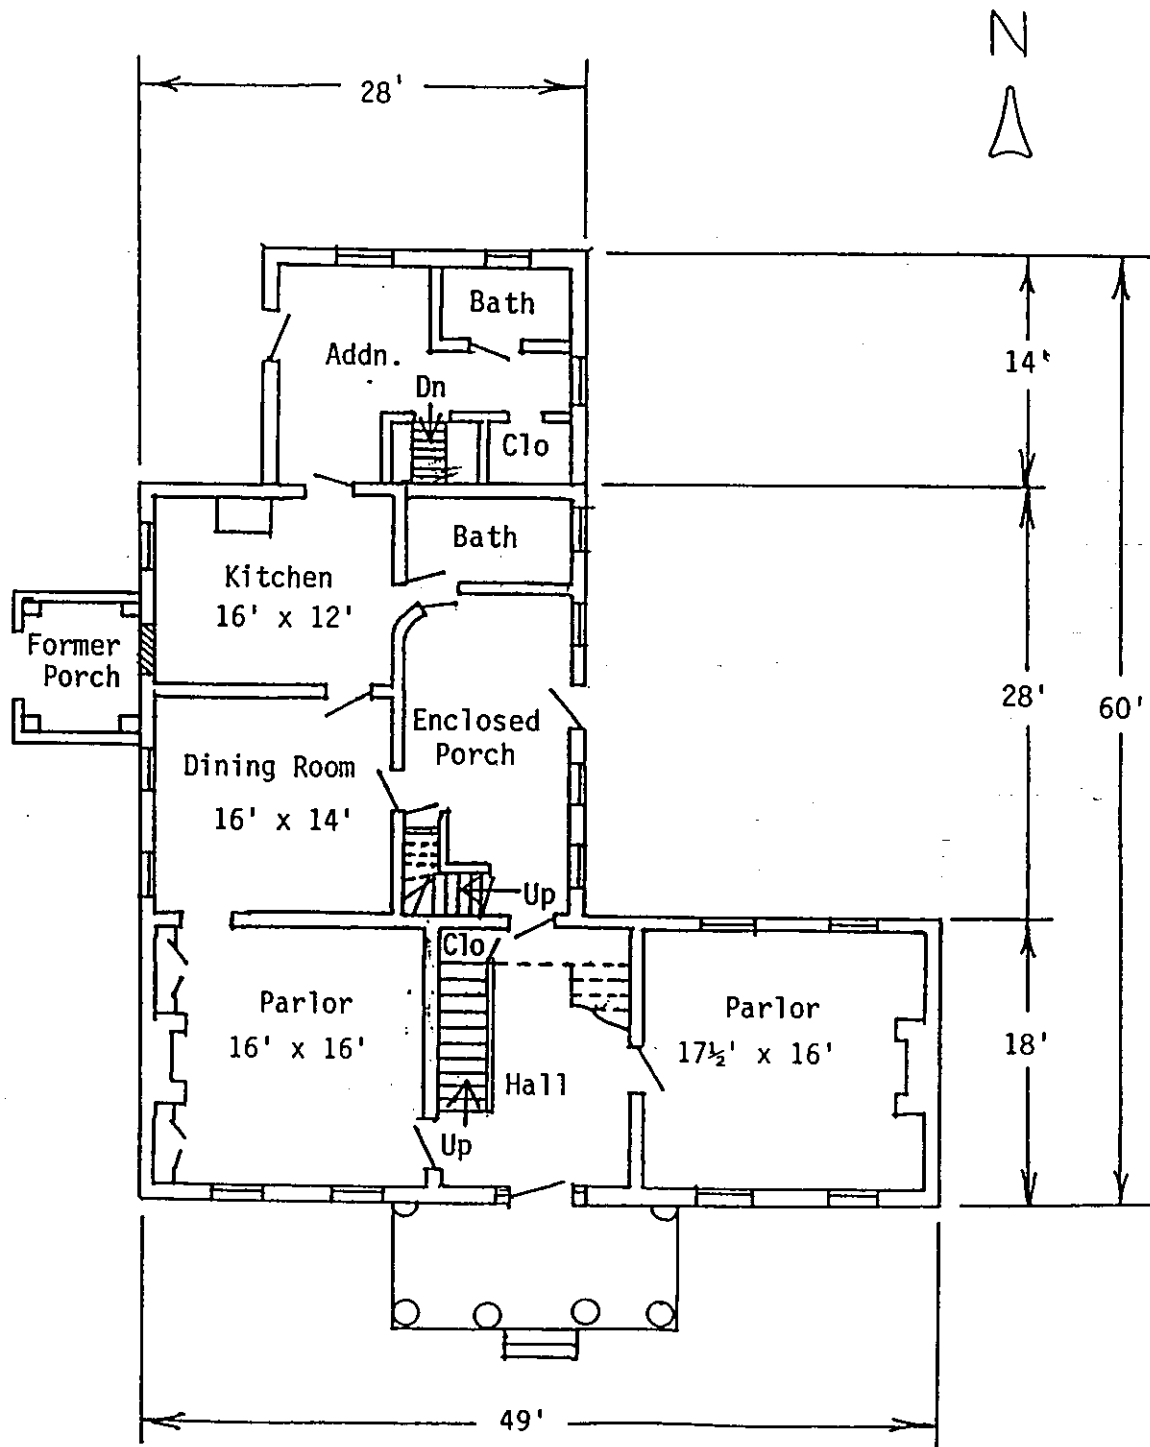 N
28'
Bath
Addn.
14'
Dn
Clo
Bath
Kitchen
16' x 12'
Former
Porch
28'
60'
Enclosed
Porch
Dining Room
16' x 14'
Up
Clo
Parlor
16' x 16'
Parlor
17½' x 16'
18'
Hall
Up
49'